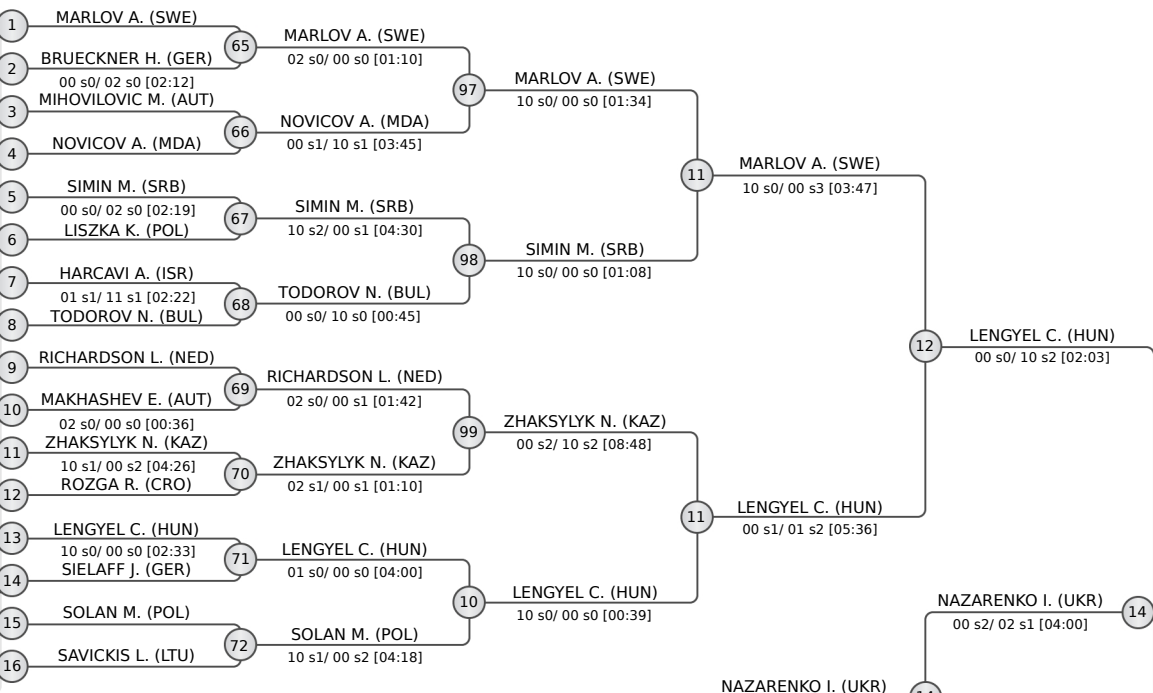 1
MARLOV A. (SWE)
2
BRUECKNER H. (GER)
65
MARLOV A. (SWE)
02 s0/ 00 s0 [01:10]
00 s0/ 02 s0 [02:12]
3
MIHOVILOVIC M. (AUT)
4
NOVICOV A. (MDA)
66
NOVICOV A. (MDA)
00 s1/ 10 s1 [03:45]
97
MARLOV A. (SWE)
10 s0/ 00 s0 [01:34]
5
SIMIN M. (SRB)
00 s0/ 02 s0 [02:19]
6
LISZKA K. (POL)
67
SIMIN M. (SRB)
10 s2/ 00 s1 [04:30]
7
HARCAVI A. (ISR)
01 s1/ 11 s1 [02:22]
8
TODOROV N. (BUL)
68
TODOROV N. (BUL)
00 s0/ 10 s0 [00:45]
98
SIMIN M. (SRB)
10 s0/ 00 s0 [01:08]
11
MARLOV A. (SWE)
10 s0/ 00 s3 [03:47]
9
RICHARDSON L. (NED)
10
MAKHASHEV E. (AUT)
69
RICHARDSON L. (NED)
02 s0/ 00 s1 [01:42]
02 s0/ 00 s0 [00:36]
11
ZHAKSYLYK N. (KAZ)
10 s1/ 00 s2 [04:26]
12
ROZGA R. (CRO)
70
ZHAKSYLYK N. (KAZ)
02 s1/ 00 s1 [01:10]
99
ZHAKSYLYK N. (KAZ)
00 s2/ 10 s2 [08:48]
13
LENGYEL C. (HUN)
10 s0/ 00 s0 [02:33]
14
SIELAFF J. (GER)
71
LENGYEL C. (HUN)
01 s0/ 00 s0 [04:00]
15
SOLAN M. (POL)
16
SAVICKIS L. (LTU)
72
SOLAN M. (POL)
10 s1/ 00 s2 [04:18]
10
LENGYEL C. (HUN)
10 s0/ 00 s0 [00:39]
11
LENGYEL C. (HUN)
00 s1/ 01 s2 [05:36]
12
LENGYEL C. (HUN)
00 s0/ 10 s2 [02:03]
NAZARENKO I. (UKR)
00 s2/ 02 s1 [04:00]
14
NAZARENKO I. (UKR)